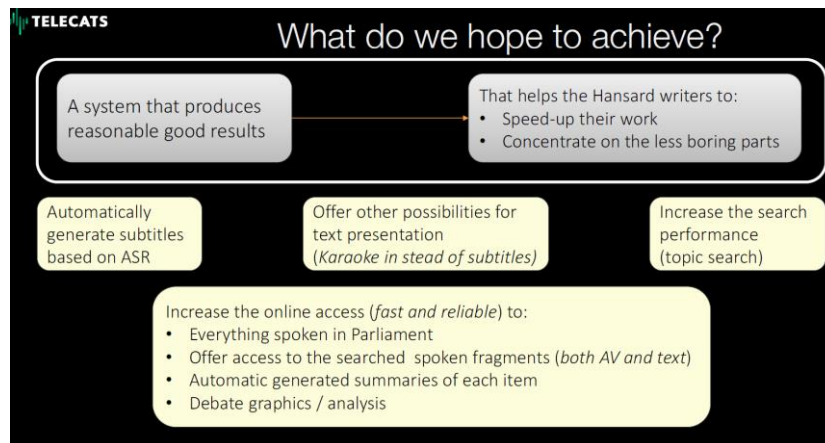 TELECATS
What do we hope to achieve?
A system that produces
reasonable good results
That helps the Hansard writers to:
• Speed-up their work
• Concentrate on the less boring parts
Automatically
generate subtitles
based on ASR
Offer other possibilities for
text presentation
(Karaoke in stead of subtitles)
Increase the search
performance
(topic search)
Increase the online access (fast and reliable) to:
• Everything spoken in Parliament
• Offer access to the searched spoken fragments (both AV and text)
• Automatic generated summaries of each item
• Debate graphics / analysis